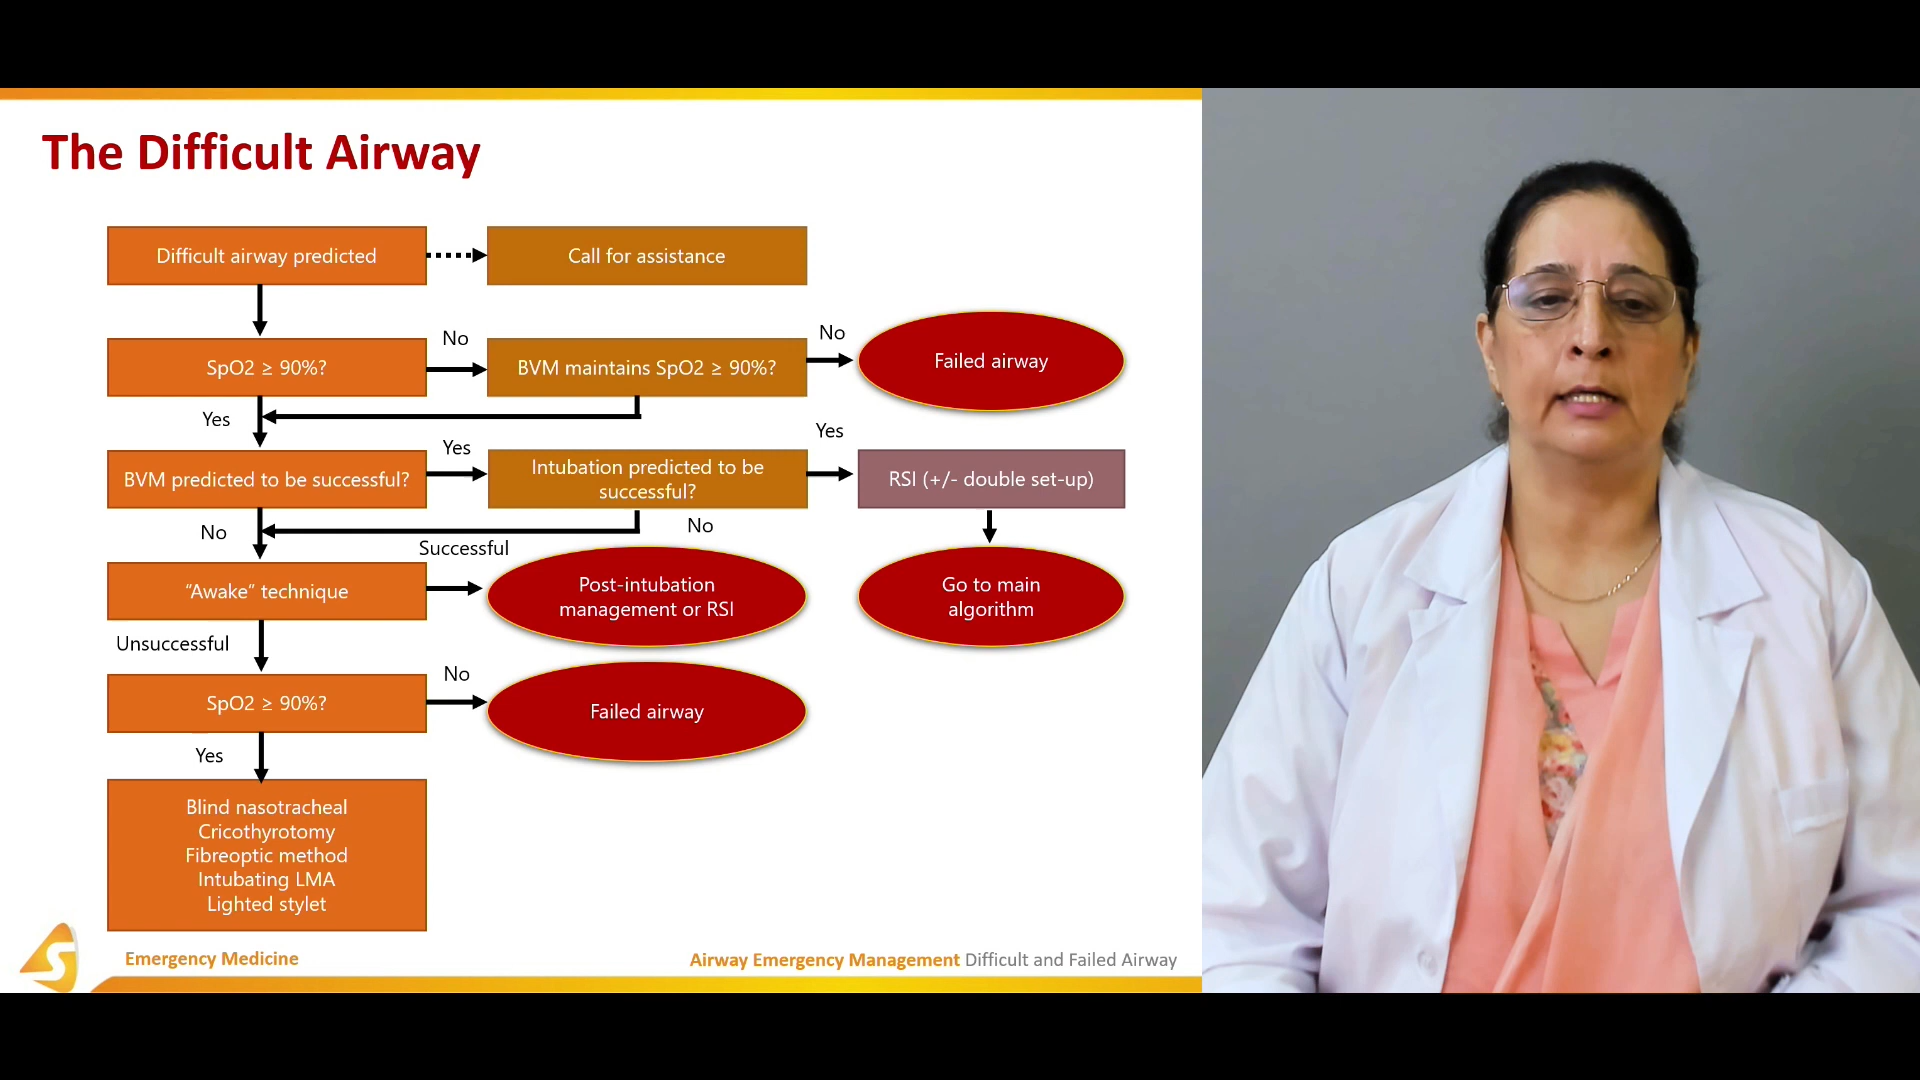 The Difficult Airway
Difficult airway predicted
Call for assistance
No
No
SpO2 ≥ 90%?
BVM maintains SpO2 ≥ 90%?
Failed airway
Yes
Yes
Yes
BVM predicted to be successful?
Intubation predicted to be
successful?
RSI (+/- double set-up)
No
No
Successful
“Awake” technique
Post-intubation
management or RSI
Go to main
algorithm
Unsuccessful
No
SpO2 ≥ 90%?
Failed airway
Yes
Blind nasotracheal
Cricothyrotomy
Fibreoptic method
Intubating LMA
Lighted stylet
S
Emergency Medicine
Airway Emergency Management Difficult and Failed Airway